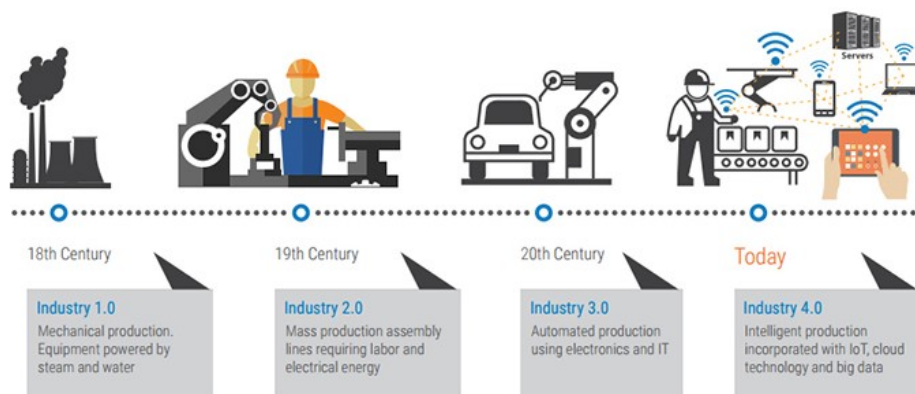 Servers
18th Century
Industry 1.0
Mechanical production.
Equipment powered by
steam and water
19th Century
Industry 2.0
Mass production assembly
lines requiring labor and
electrical energy
20th Century
Industry 3.0
Automated production
using electronics and IT
Today
Industry 4.0
Intelligent production
incorporated with IoT, cloud
technology and big data